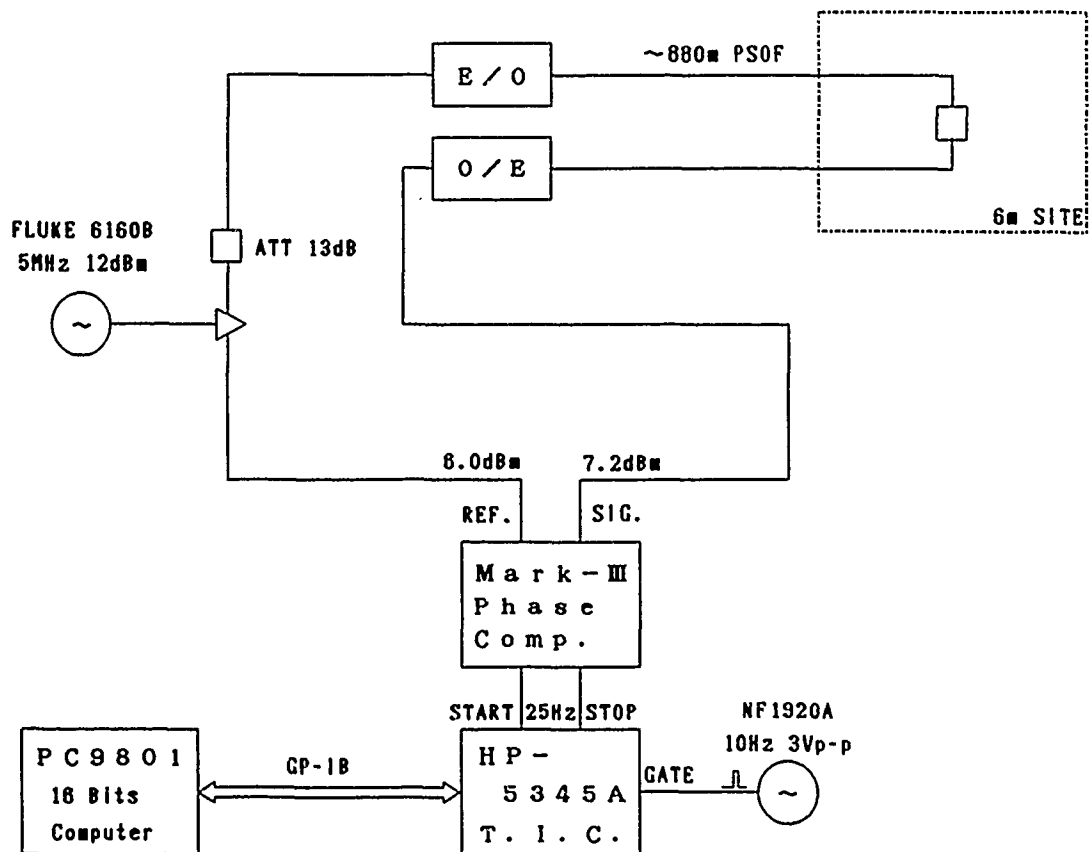 E/O
~880m PSOF
O/E
6m SITE
FLUKE 6160B
5MHz 12dBm
ATT 13dB
~
8.0dBm
7.2dBm
REF.
SIG.
Mark-Ⅲ
Phase
Comp.
START 25Hz STOP
NF1920A
10Hz 3Vp-p
PC9801
16 Bits
Computer
GP-IB
HP-
5345A
T.I.C.
GATE
~